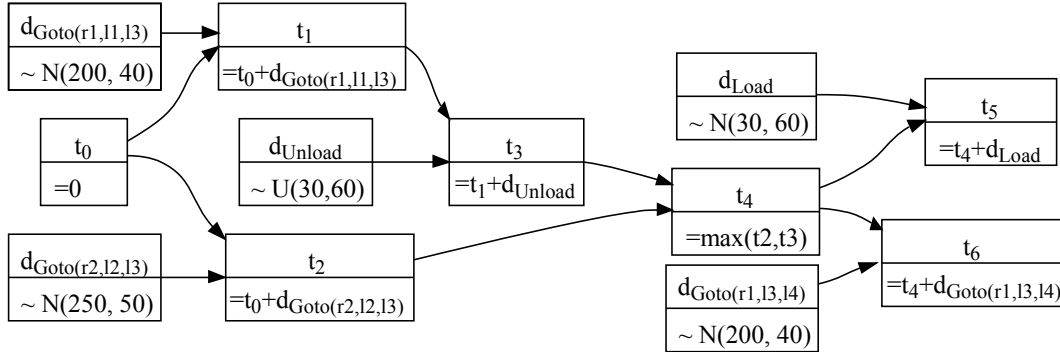 d_Goto(r1,l1,l3)
~ N(200, 40)
t_1
=t_0+d_Goto(r1,l1,l3)
t_0
=0
d_Unload
~ U(30,60)
t_3
=t_1+d_Unload
d_Load
~ N(30, 60)
t_5
=t_4+d_Load
t_4
=max(t2,t3)
d_Goto(r2,l2,l3)
~ N(250, 50)
t_2
=t_0+d_Goto(r2,l2,l3)
d_Goto(r1,l3,l4)
~ N(200, 40)
t_6
=t_4+d_Goto(r1,l3,l4)